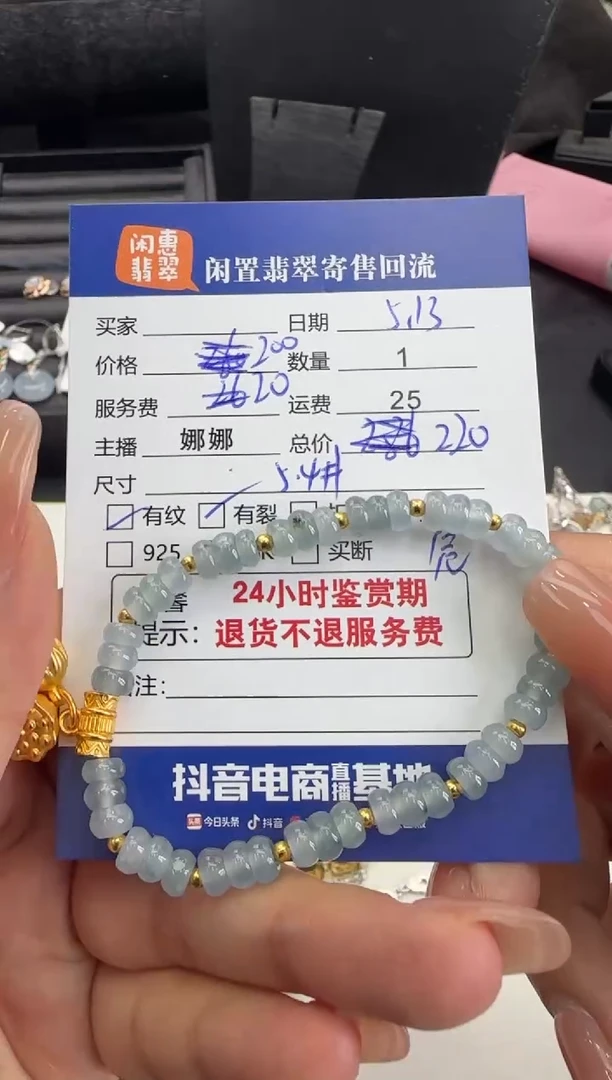 闲惠翡翠
闲置翡翠寄售回流
买家 日期 5.13
价格 200 数量 1
服务费 20 运费 25
主播 娜娜 总价 220
尺寸 5.4#
有纹 有裂
925 买断
24小时鉴赏期
提示：退货不退服务费
注：
抖音电商直播基地
头条 今日头条 抖音